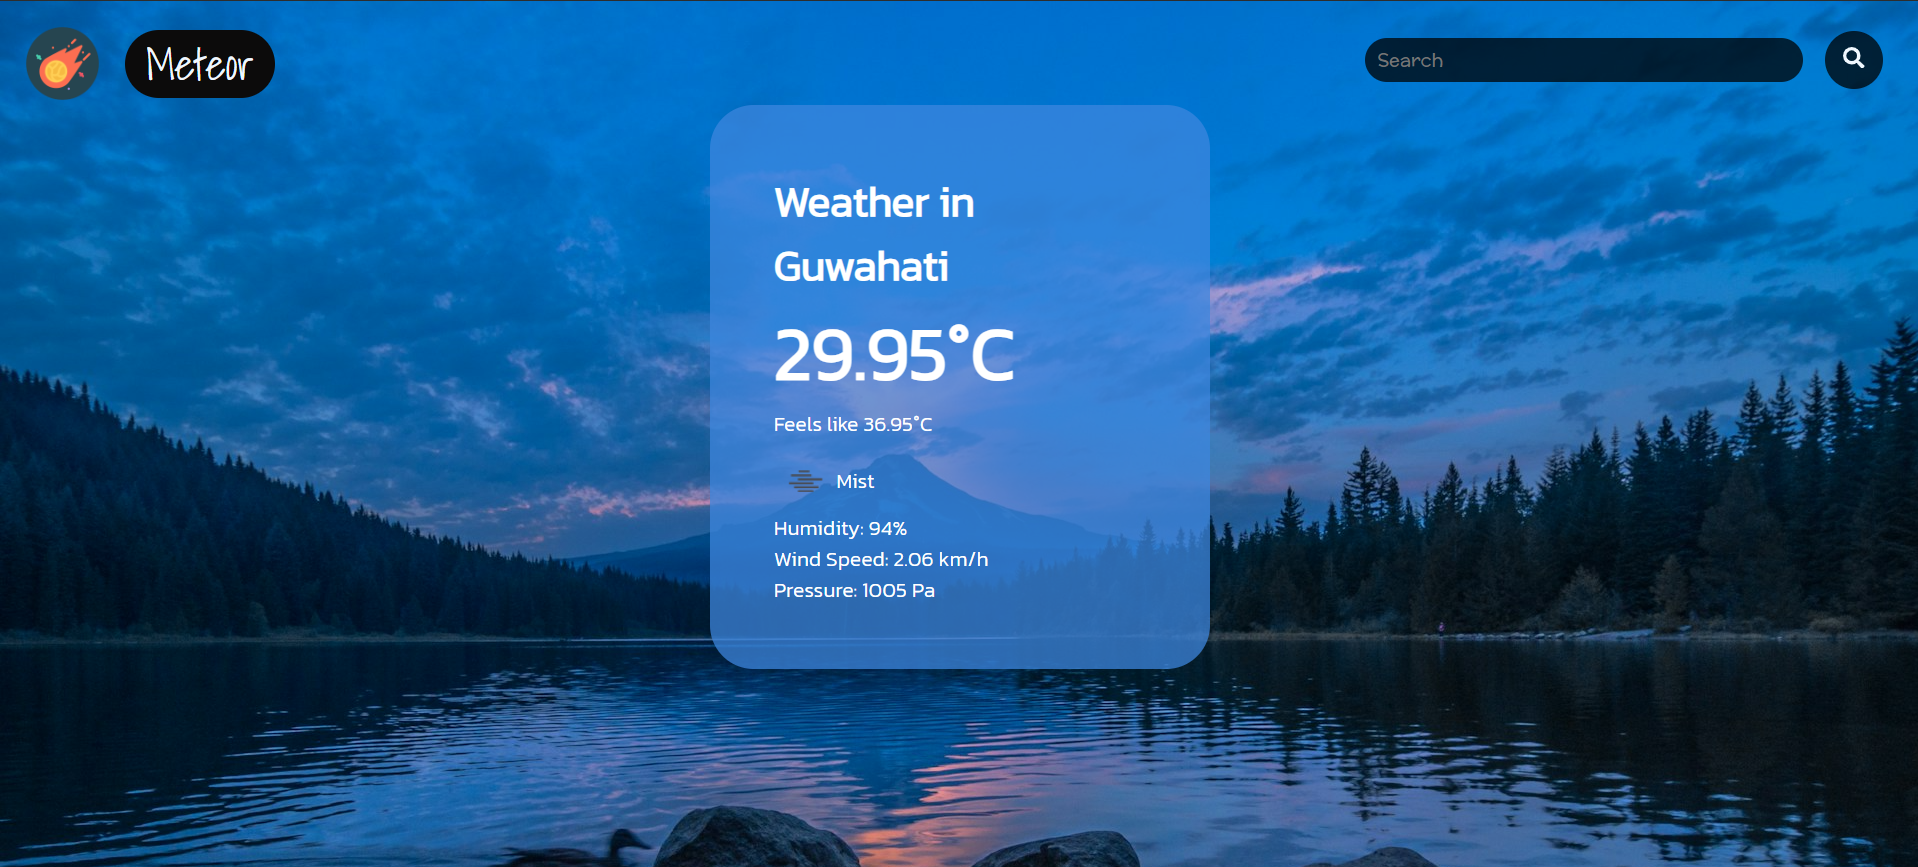 Meteor
Search
Weather in
Guwahati
29.95°C
Feels like 36.95°C
Mist
Humidity: 94%
Wind Speed: 2.06 km/h
Pressure: 1005 Pa